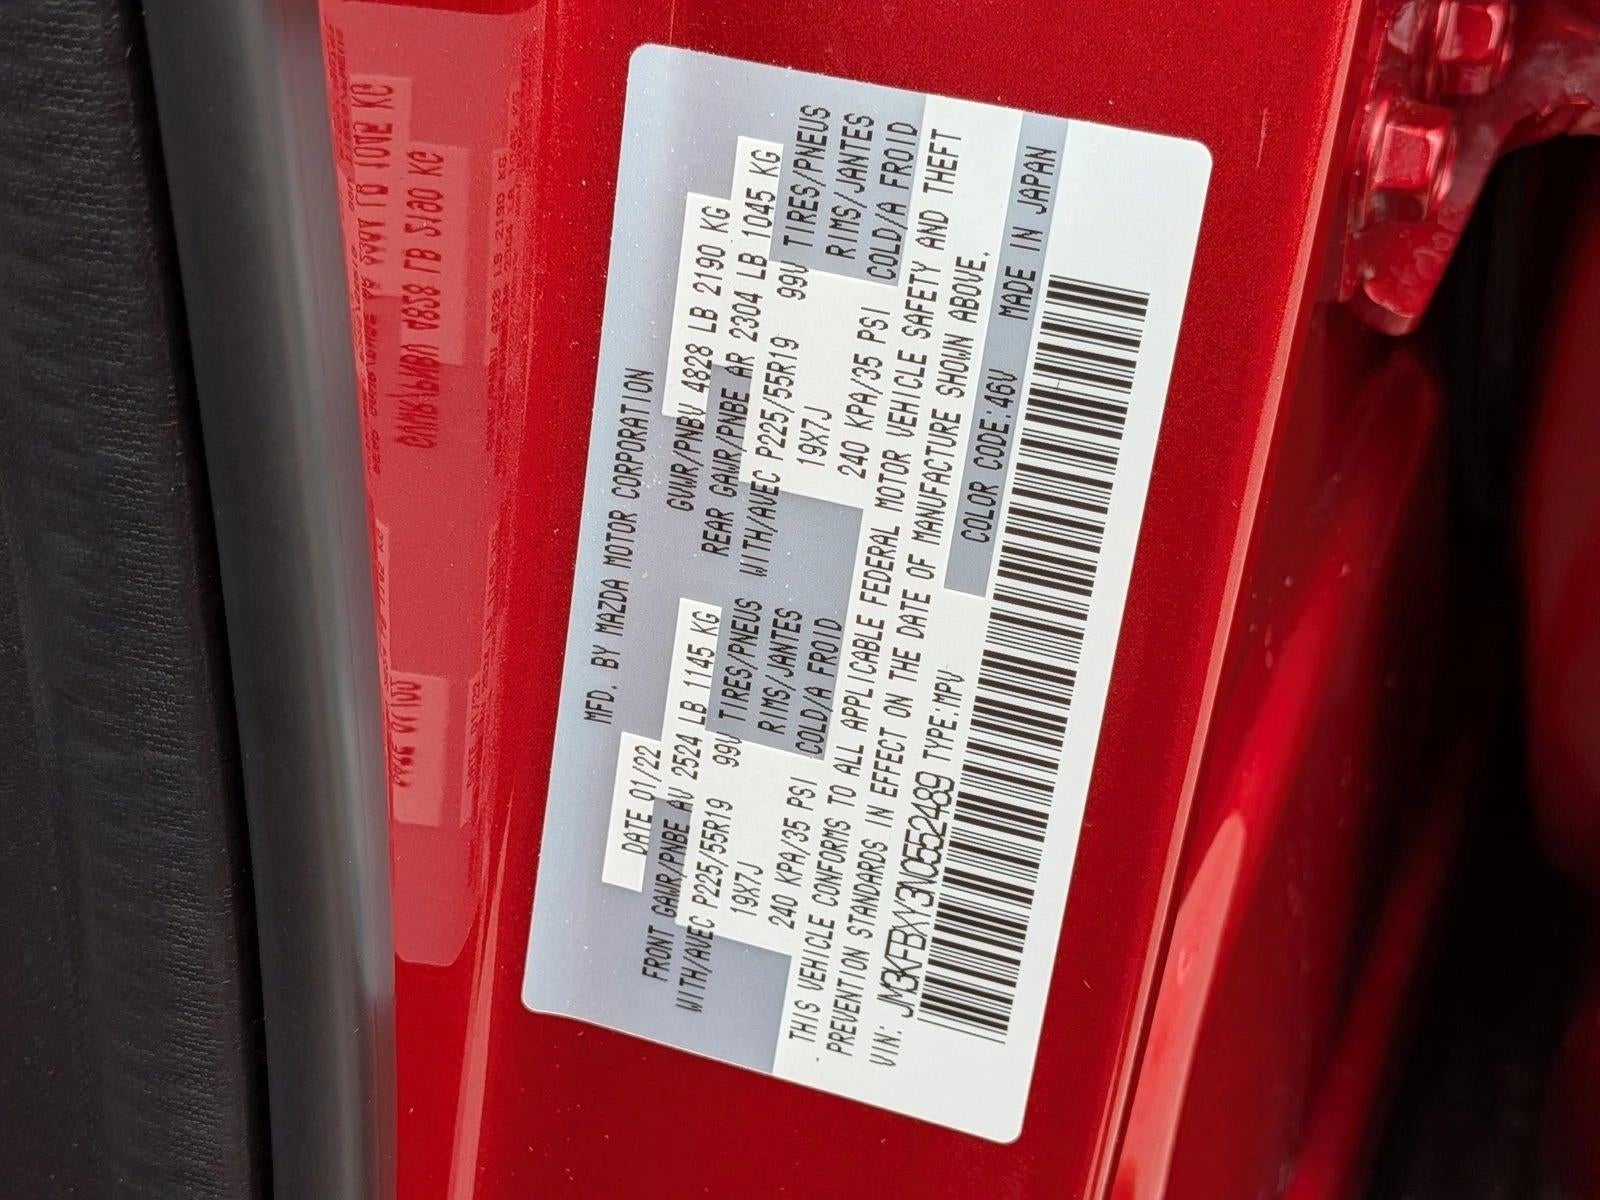 MFD. BY MAZDA MOTOR CORPORATION
DATE 01/22 GVWR/PNBV 4828 LB 2190 KG
FRONT GAWR/PNBE AV 2524 LB 1145 KG REAR GAWR/PNBE AR 2304 LB 1045 KG
WITH/AVEC P225/55R19 99V TIRES/PNEUS WITH/AVEC P225/55R19 99V TIRES/PNEUS
19X7J RIMS/JANTES 19X7J RIMS/JANTES
240 KPA/35 PSI COLD/A FROID 240 KPA/35 PSI COLD/A FROID
THIS VEHICLE CONFORMS TO ALL APPLICABLE FEDERAL MOTOR VEHICLE SAFETY AND THEFT
PREVENTION STANDARDS IN EFFECT ON THE DATE OF MANUFACTURE SHOWN ABOVE.
VIN: JM3KFBXY3N0552489 TYPE:MPV COLOR CODE:46V MADE IN JAPAN